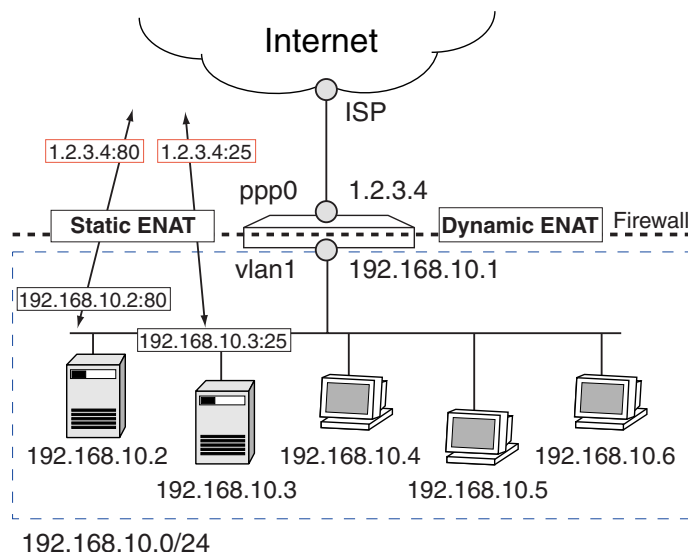 Internet
ISP
1.2.3.4:80
1.2.3.4:25
ppp0
1.2.3.4
Static ENAT
Dynamic ENAT
Firewall
vlan1
192.168.10.1
192.168.10.2:80
192.168.10.3:25
192.168.10.2
192.168.10.3
192.168.10.4
192.168.10.5
192.168.10.6
192.168.10.0/24